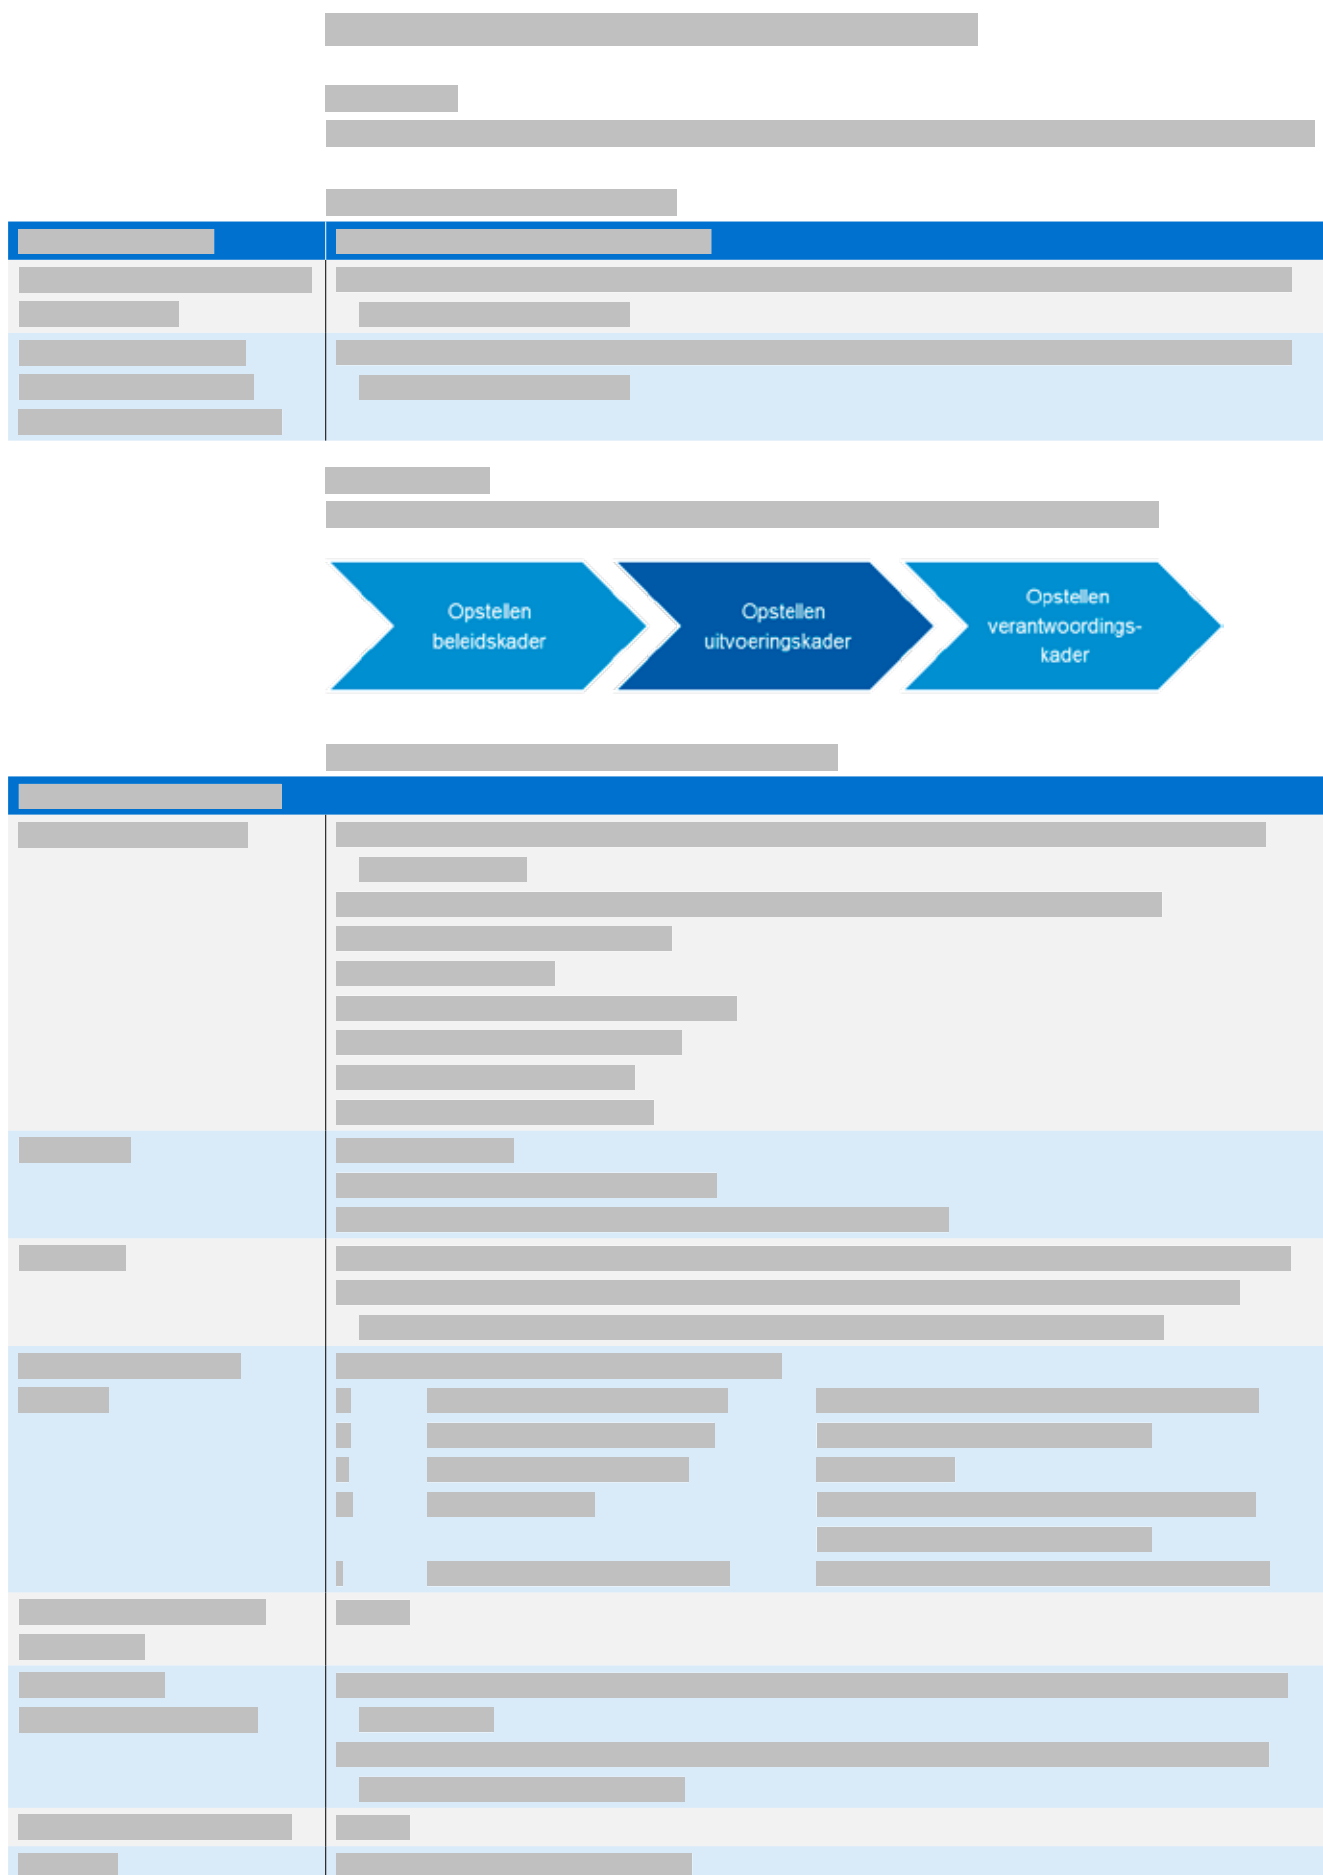 Opstellen
beleidskader
Opstellen
uitvoeringskader
Opstellen
verantwoordings-
kader